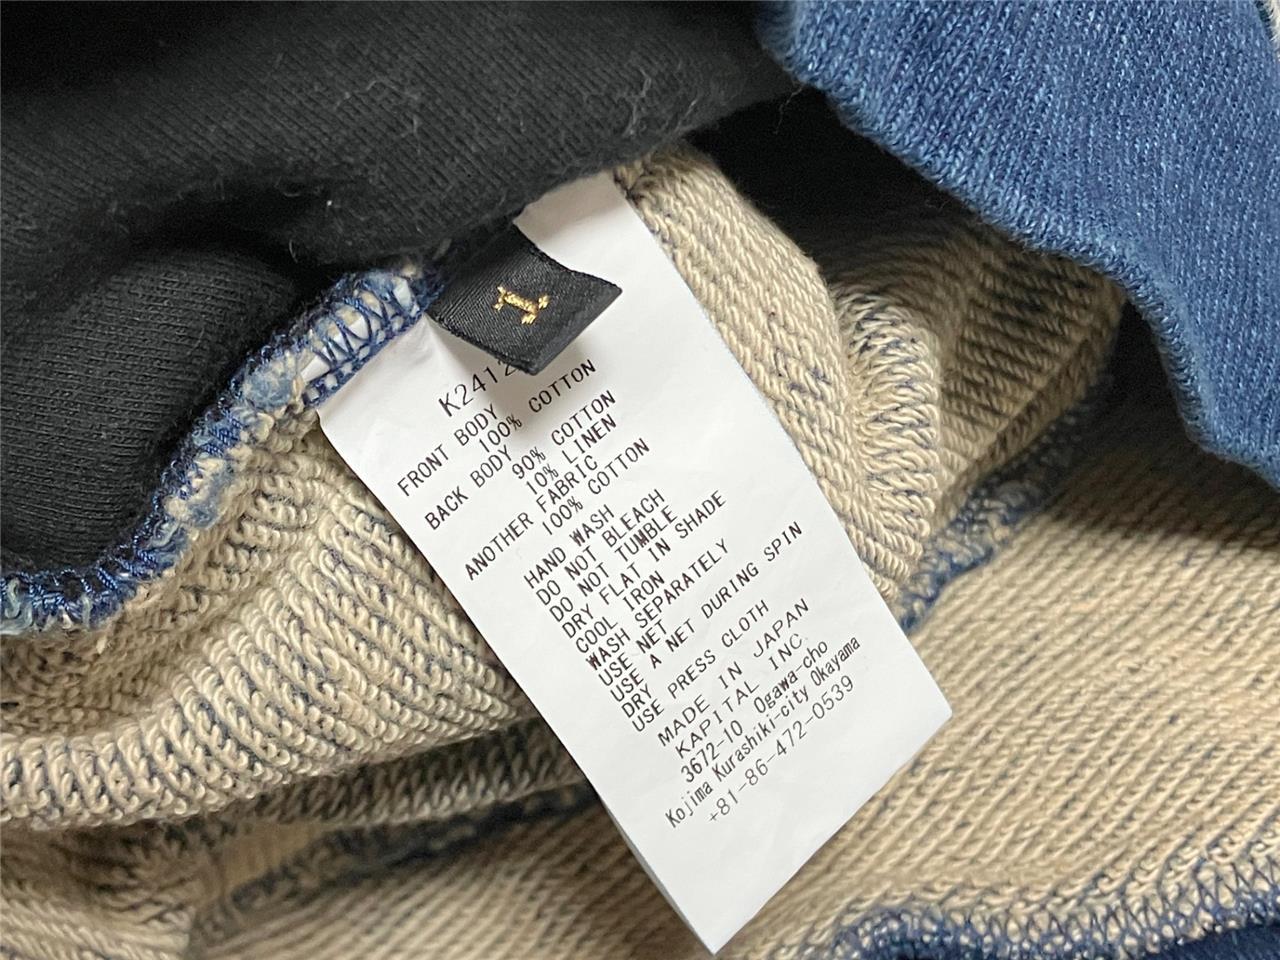 1
K2412
FRONT BODY
100% COTTON
BACK BODY
90% COTTON
10% LINEN
ANOTHER FABRIC
100% COTTON
HAND WASH
DO NOT BLEACH
DO NOT TUMBLE
DRY FLAT IN SHADE
COOL IRON
WASH SEPARATELY
USE NET
USE A NET DURING SPIN
DRY
USE PRESS CLOTH
MADE IN JAPAN
KAPITAL INC.
3672-10 Ogawa-cho
Kojima Kurashiki-city Okayama
+81-86-472-0539